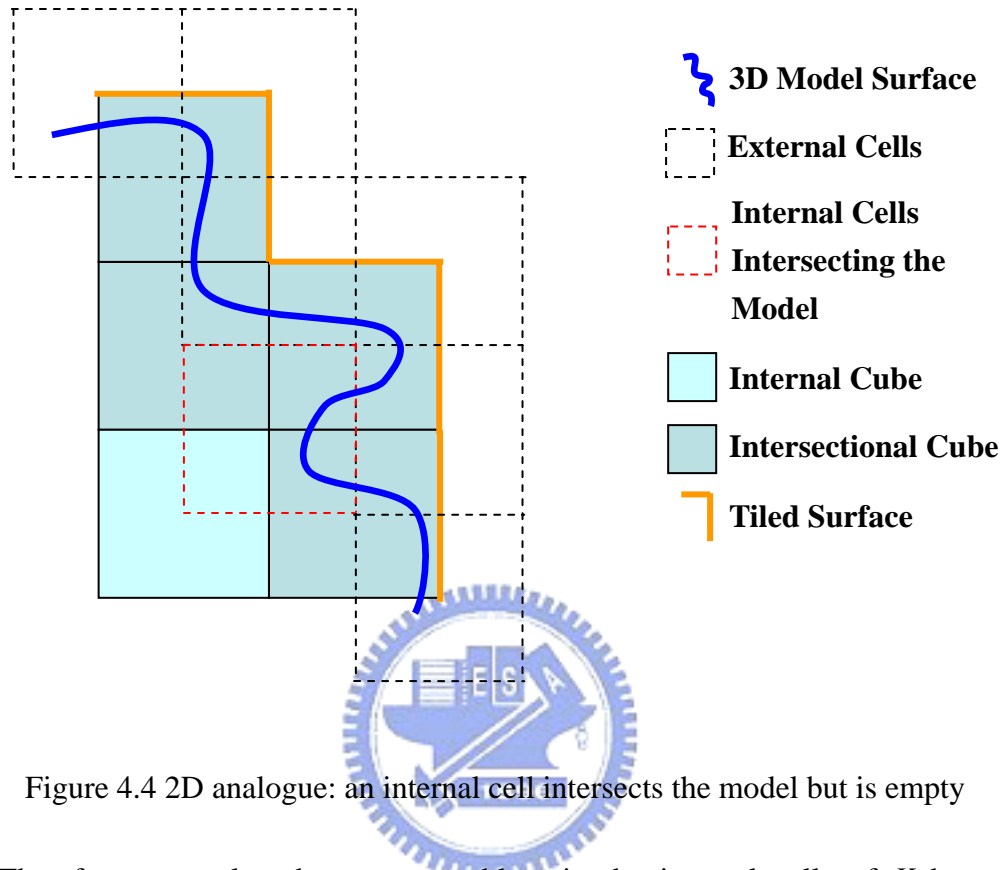 3D Model Surface
External Cells
Internal Cells
Intersecting the
Model
Internal Cube
Intersectional Cube
Tiled Surface
E S A
Figure 4.4 2D analogue: an internal cell intersects the model but is empty